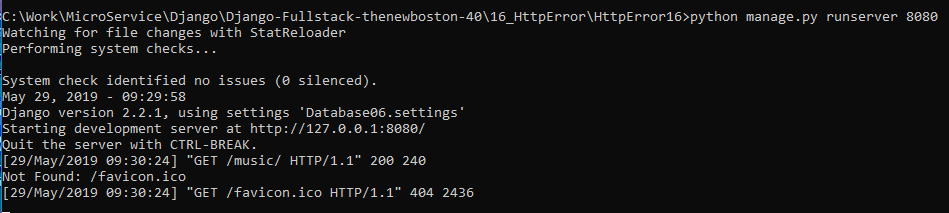 C:\Work\MicroService\Django\Django-Fullstack-thenewboston-40\16_HttpError\HttpError16>python manage.py runserver 8080
Watching for file changes with StatReloader
Performing system checks...
System check identified no issues (0 silenced).
May 29, 2019 - 09:29:58
Django version 2.2.1, using settings 'Database06.settings'
Starting development server at http://127.0.0.1:8080/
Quit the server with CTRL-BREAK.
[29/May/2019 09:30:24] "GET /music/ HTTP/1.1" 200 240
Not Found: /favicon.ico
[29/May/2019 09:30:24] "GET /favicon.ico HTTP/1.1" 404 2436